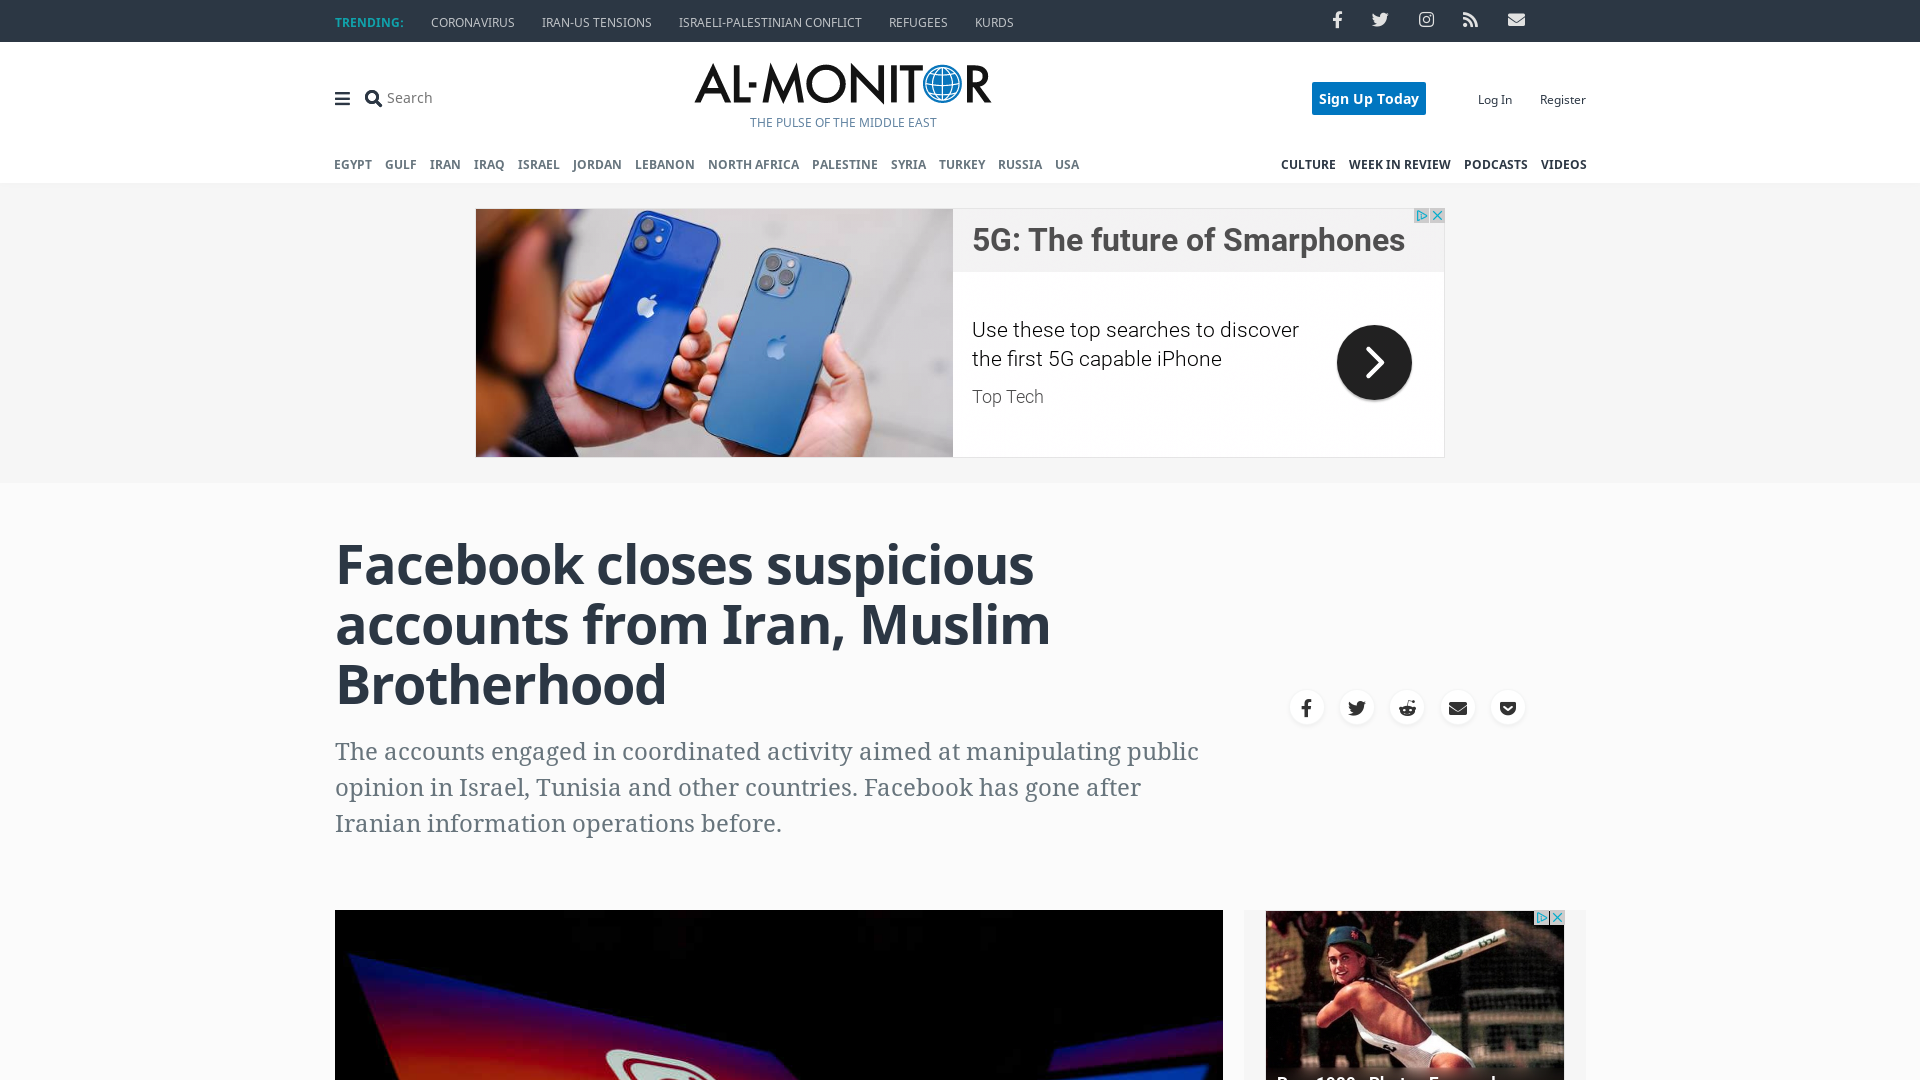 TRENDING: CORONAVIRUS IRAN-US TENSIONS ISRAELI-PALESTINIAN CONFLICT REFUGEES KURDS
Search
AL-MONITOR
THE PULSE OF THE MIDDLE EAST
Sign Up Today Log In Register
EGYPT GULF IRAN IRAQ ISRAEL JORDAN LEBANON NORTH AFRICA PALESTINE SYRIA TURKEY RUSSIA USA CULTURE WEEK IN REVIEW PODCASTS VIDEOS
5G: The future of Smarphones
Use these top searches to discover
the first 5G capable iPhone
Top Tech
Facebook closes suspicious
accounts from Iran, Muslim
Brotherhood
The accounts engaged in coordinated activity aimed at manipulating public
opinion in Israel, Tunisia and other countries. Facebook has gone after
Iranian information operations before.